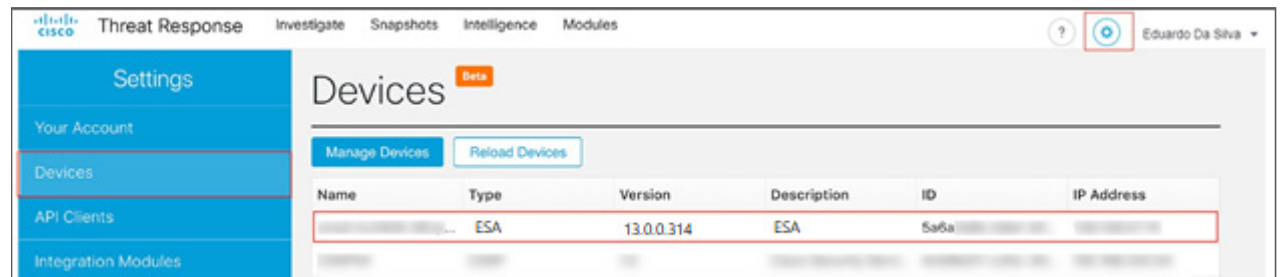 cisco Threat Response Investigate Snapshots Intelligence Modules ? Eduardo Da Silva
Settings
Devices Beta
Your Account
Manage Devices Reload Devices
Devices
Name Type Version Description ID IP Address
API Clients
... ESA 13.0.0.314 ESA 5a6a
Integration Modules